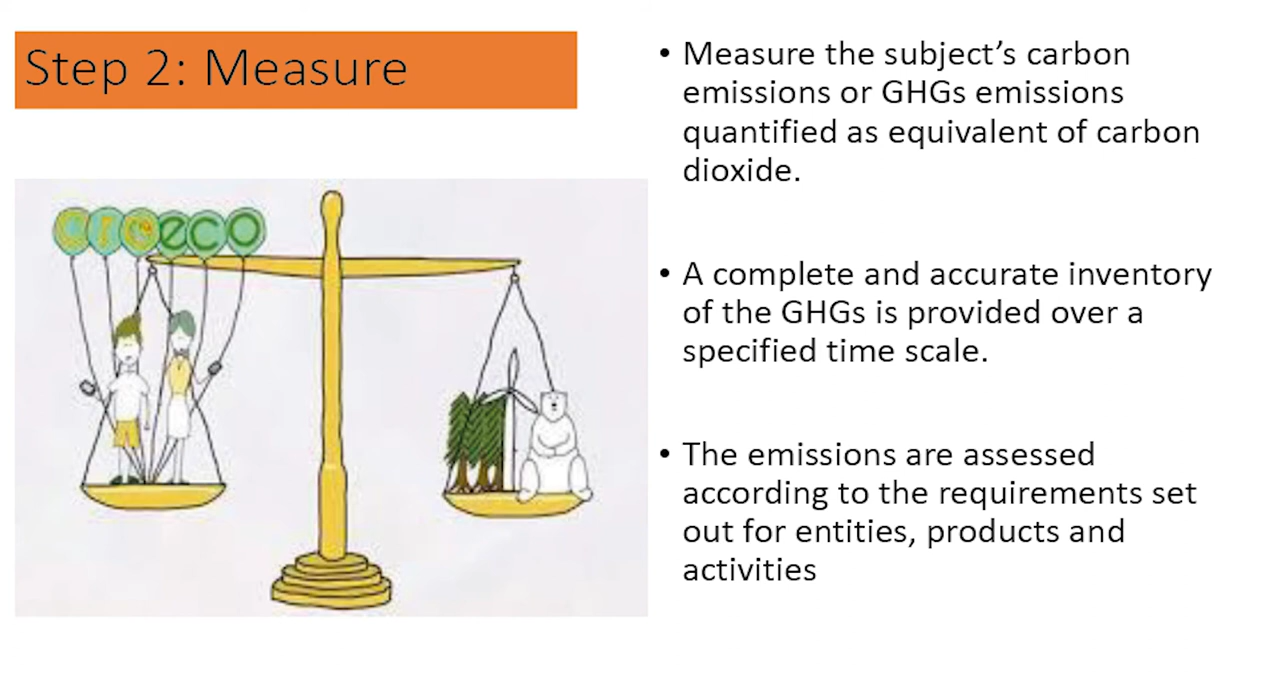 Step 2: Measure
• Measure the subject’s carbon
emissions or GHGs emissions
quantified as equivalent of carbon
dioxide.
• A complete and accurate inventory
of the GHGs is provided over a
specified time scale.
• The emissions are assessed
according to the requirements set
out for entities, products and
activities
eco